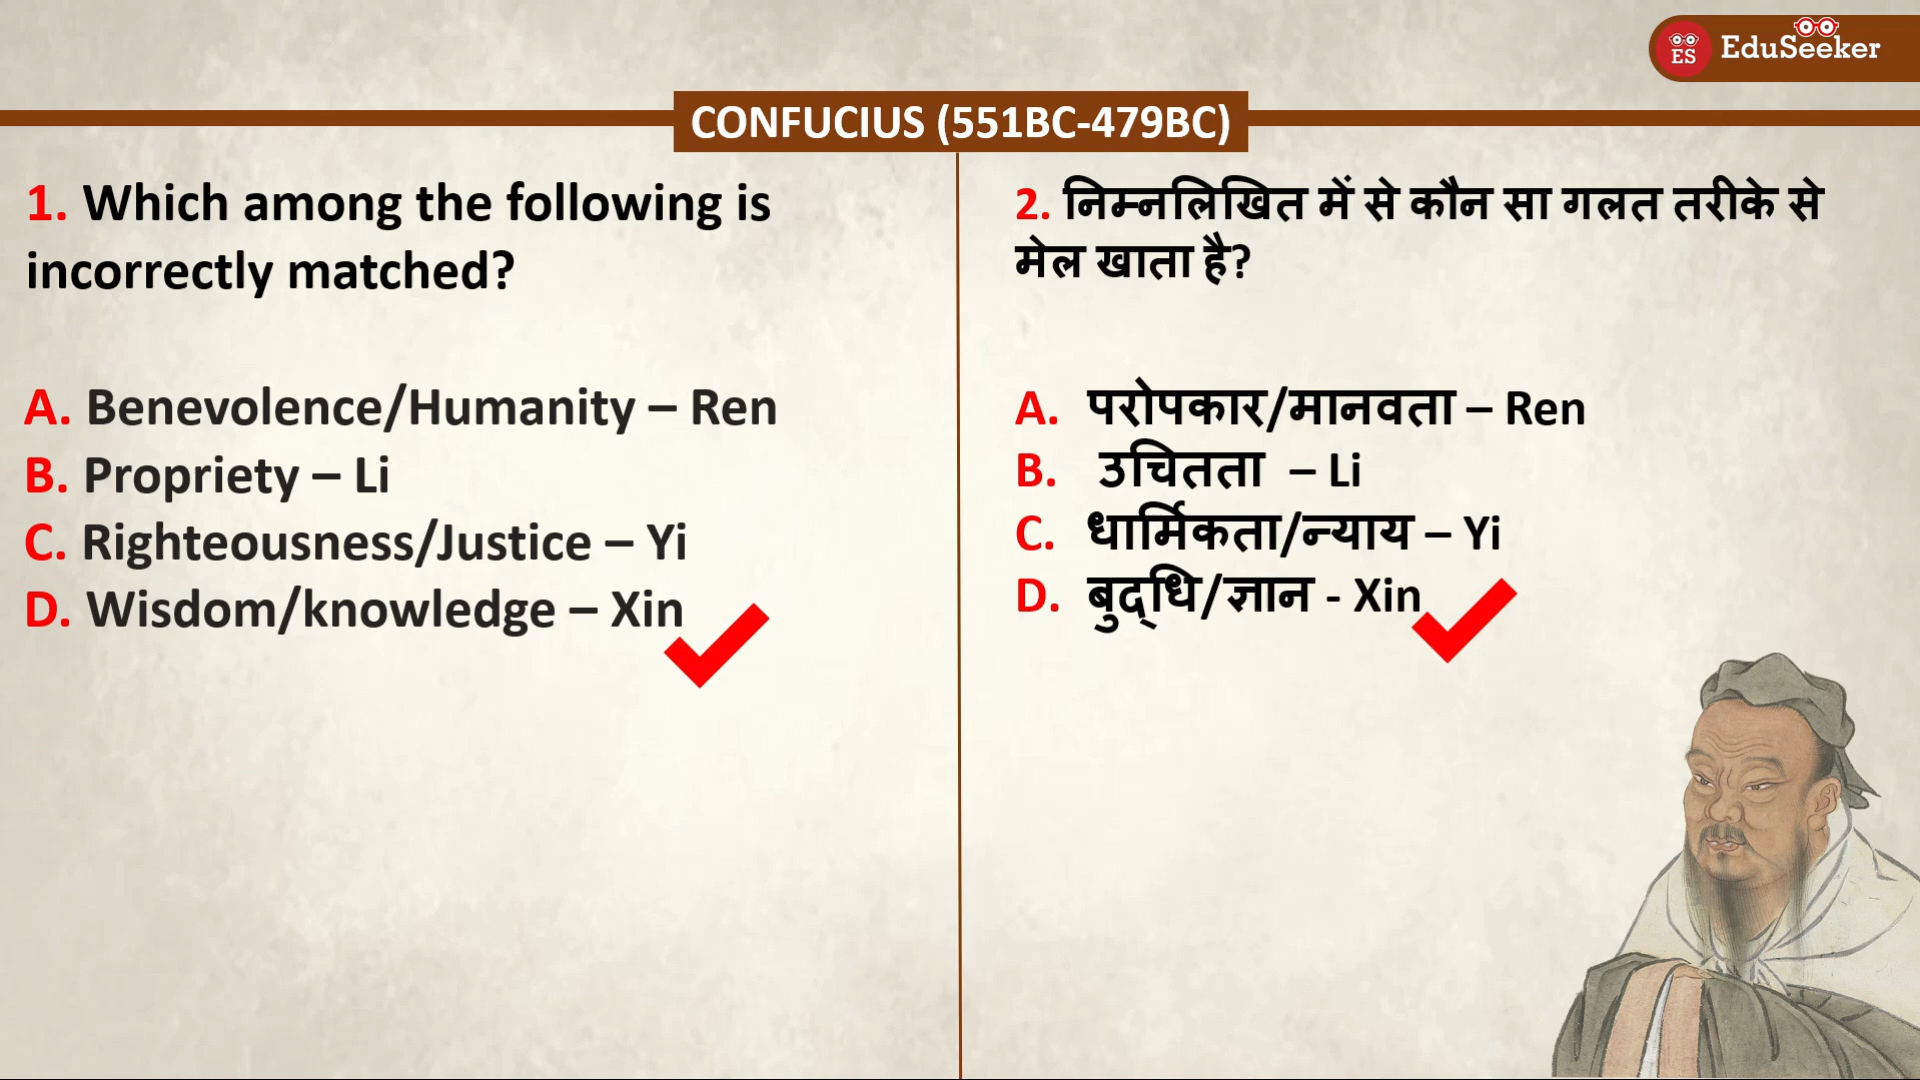 ES EduSeeker
CONFUCIUS (551BC-479BC)
1. Which among the following is
incorrectly matched?
A. Benevolence/Humanity – Ren
B. Propriety – Li
C. Righteousness/Justice – Yi
D. Wisdom/knowledge – Xin
2. निम्नलिखित में से कौन सा गलत तरीके से
मेल खाता है?
A. परोपकार/मानवता – Ren
B. उचितता – Li
C. धार्मिकता/न्याय – Yi
D. बुद्धि/ज्ञान - Xin